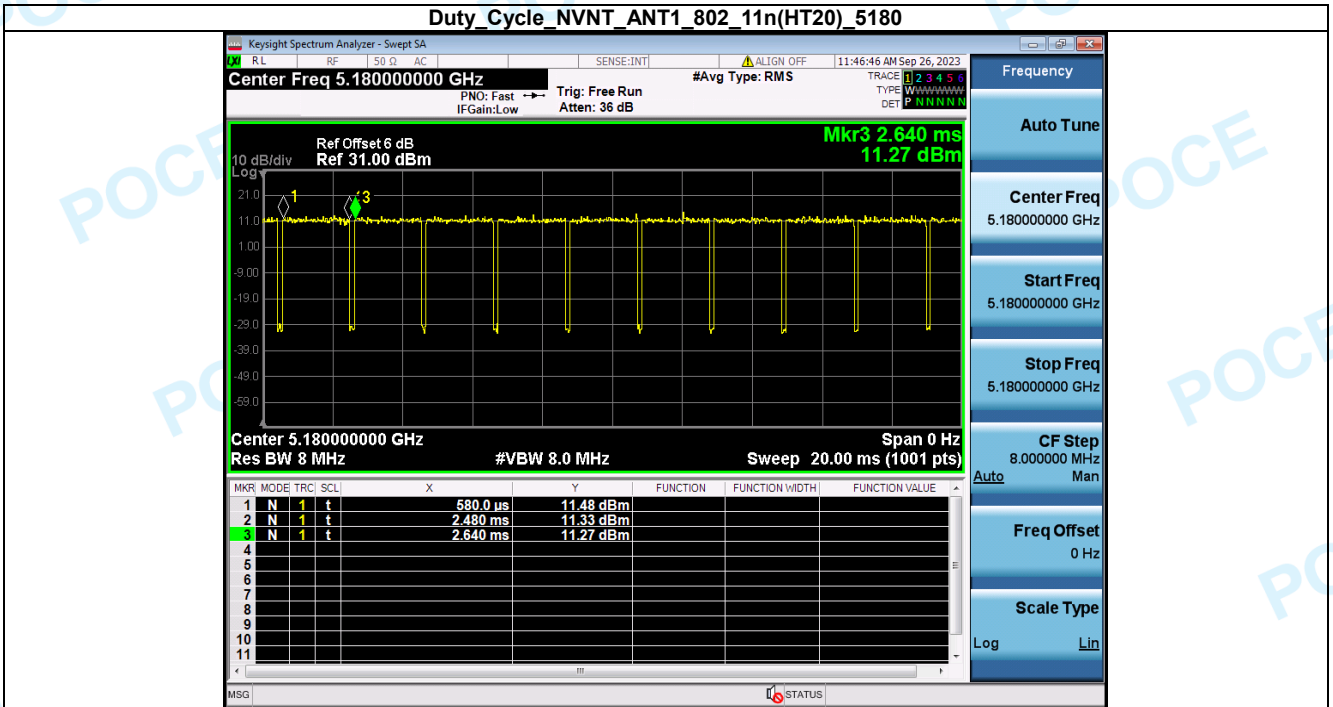 Duty_Cycle_NVNT_ANT1_802_11n(HT20)_5180
Keysight Spectrum Analyzer - Swept SA
LXI RL RF 50 Ω AC SENSE:INT ALIGN OFF 11:46:46 AM Sep 26, 2023
Center Freq 5.180000000 GHz #Avg Type: RMS TRACE 1 2 3 4 5 6
PNO: Fast Trig: Free Run TYPE WWWWWW
IFGain:Low Atten: 36 dB DET P N N N N N
Frequency
Auto Tune
Center Freq
5.180000000 GHz
Start Freq
5.180000000 GHz
Stop Freq
5.180000000 GHz
CF Step
8.000000 MHz
Auto Man
Freq Offset
0 Hz
Scale Type
Log Lin
Mkr3 2.640 ms
11.27 dBm
Ref Offset 6 dB
10 dB/div Ref 31.00 dBm
Log
21.0
11.0
1.00
-9.00
-19.0
-29.0
-39.0
-49.0
-59.0
1
3
Center 5.180000000 GHz Span 0 Hz
Res BW 8 MHz #VBW 8.0 MHz Sweep 20.00 ms (1001 pts)
MKR MODE TRC SCL X Y FUNCTION FUNCTION WIDTH FUNCTION VALUE
1 N 1 t 580.0 µs 11.48 dBm
2 N 1 t 2.480 ms 11.33 dBm
3 N 1 t 2.640 ms 11.27 dBm
4
5
6
7
8
9
10
11
MSG STATUS
POCE
POCE
POCE